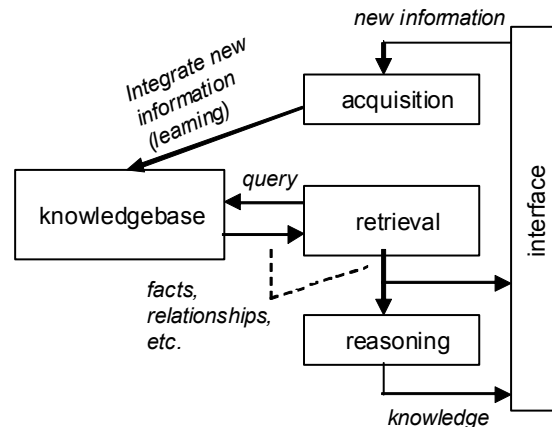 new information
Integrate new
information
(learning)
acquisition
query
knowledgebase
retrieval
interface
facts,
relationships,
etc.
reasoning
knowledge